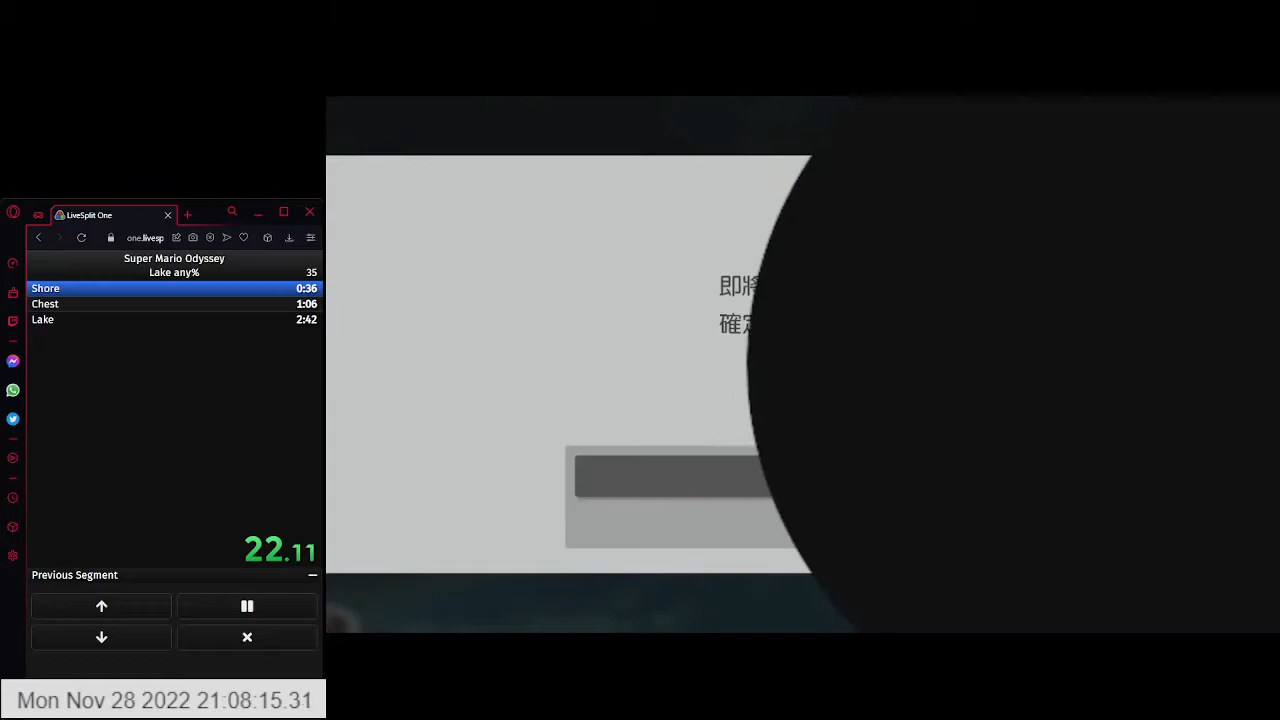 LiveSplit One
one.livesp
Super Mario Odyssey
Lake any% 35
Shore 0:36
Chest 1:06
Lake 2:42
22.11
Previous Segment —
即將
確定
Mon Nov 28 2022 21:08:15.31